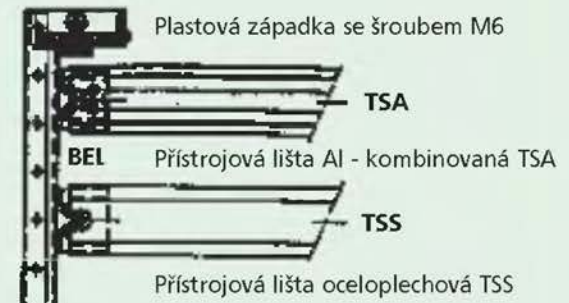 Plastová západka se šroubem M6
TSA
BEL
Přístrojová lišta Al - kombinovaná TSA
TSS
Přístrojová lišta oceloplechová TSS